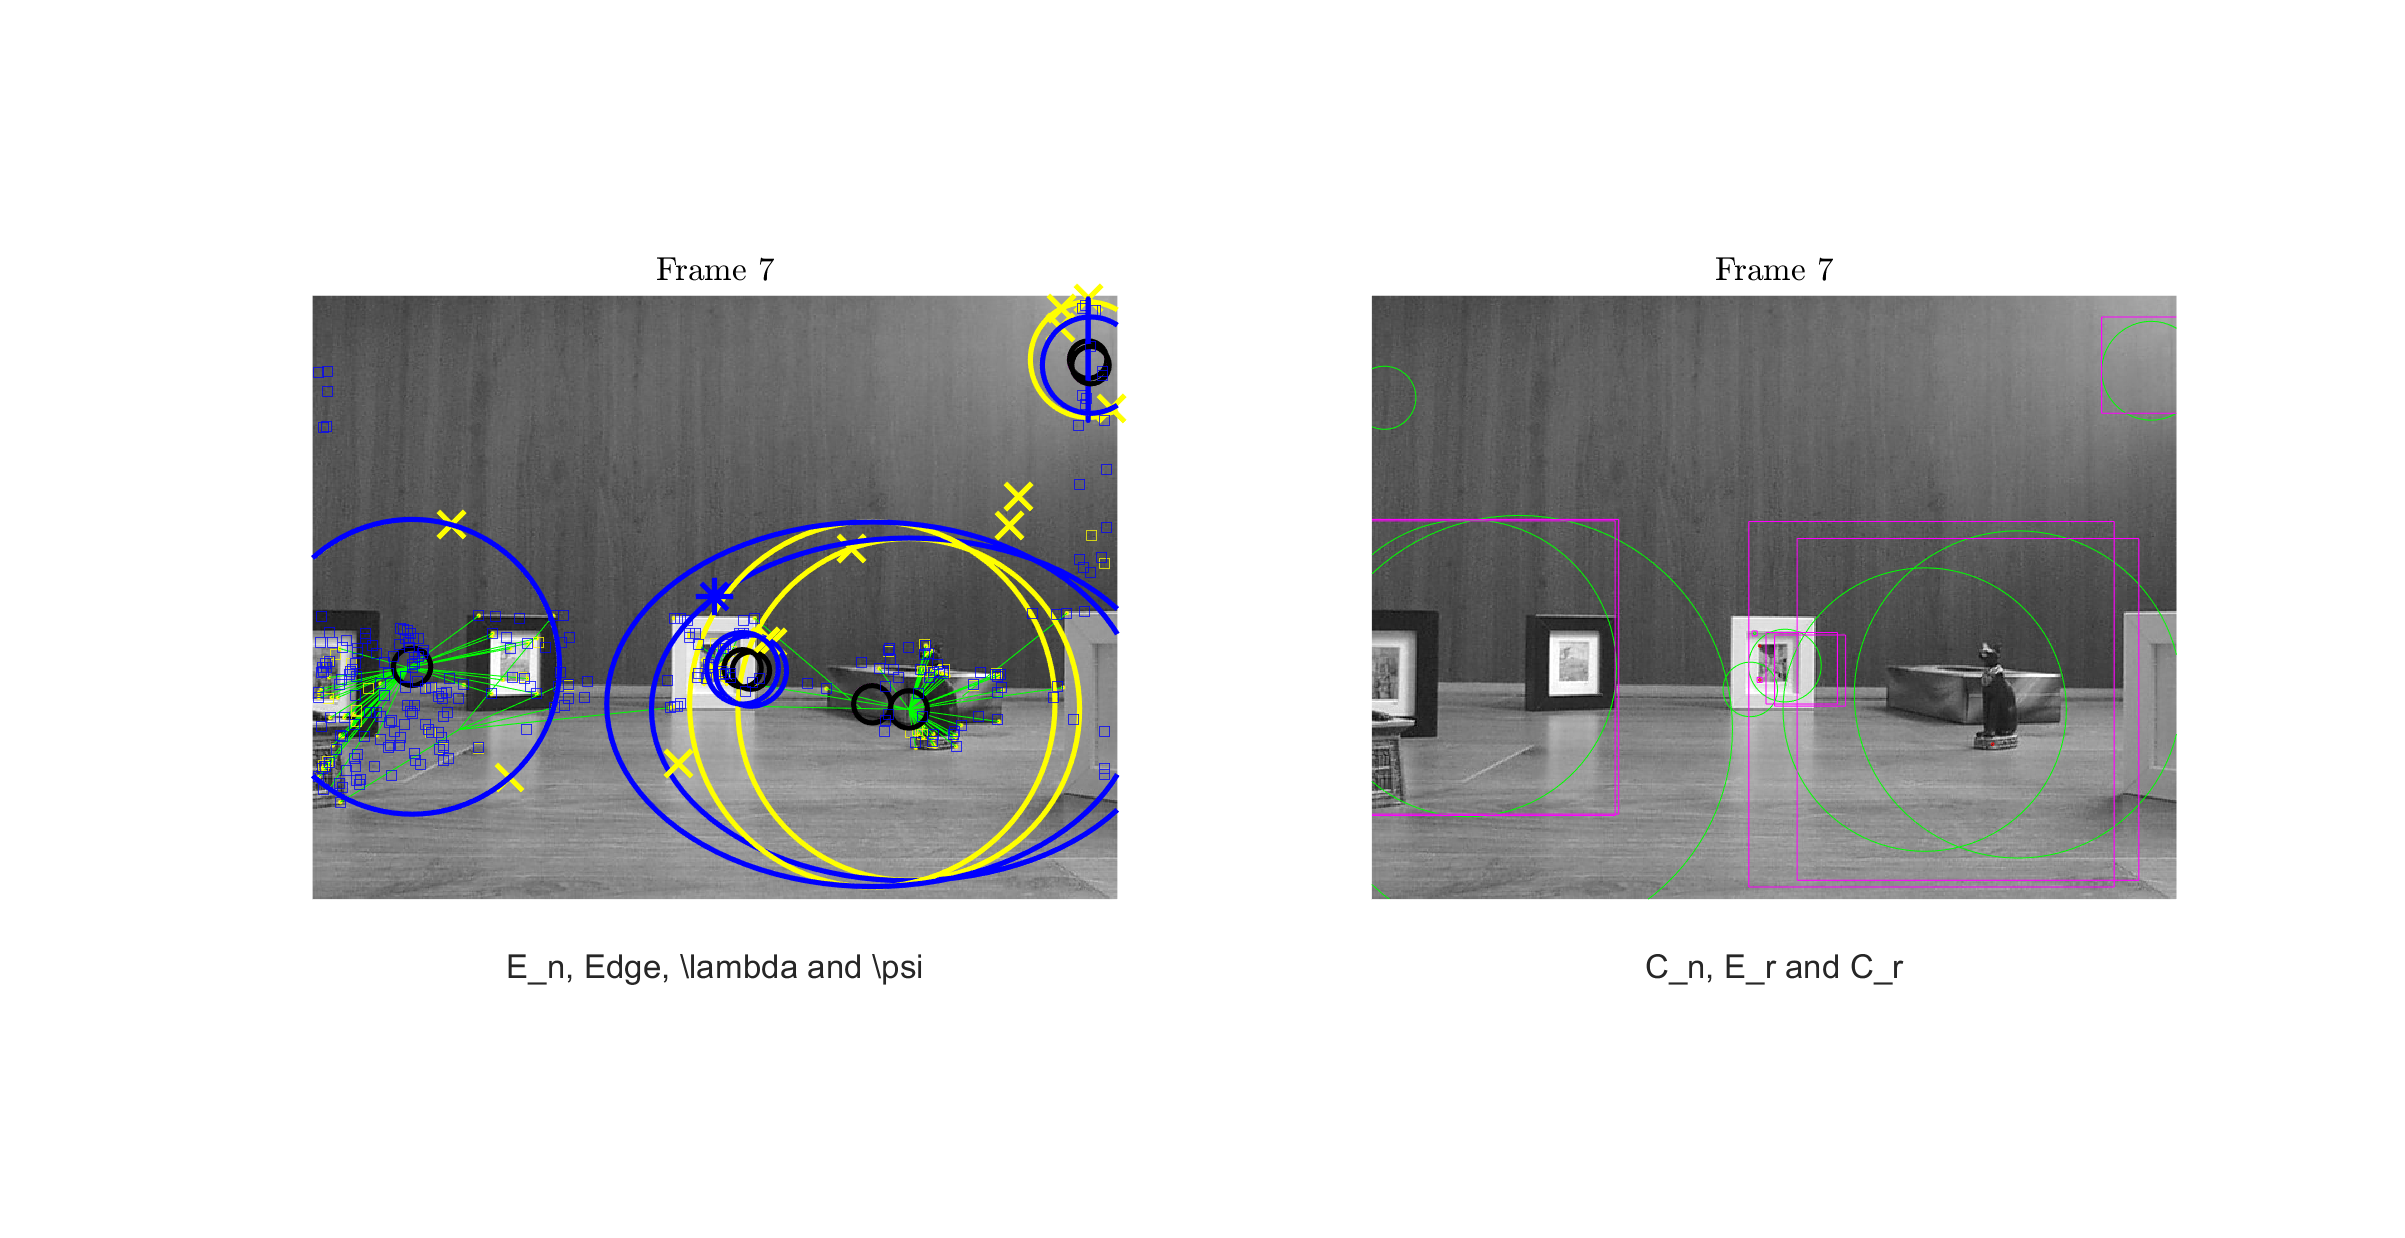 Frame 7
Frame 7
E_n, Edge, \lambda and \psi
C_n, E_r and C_r